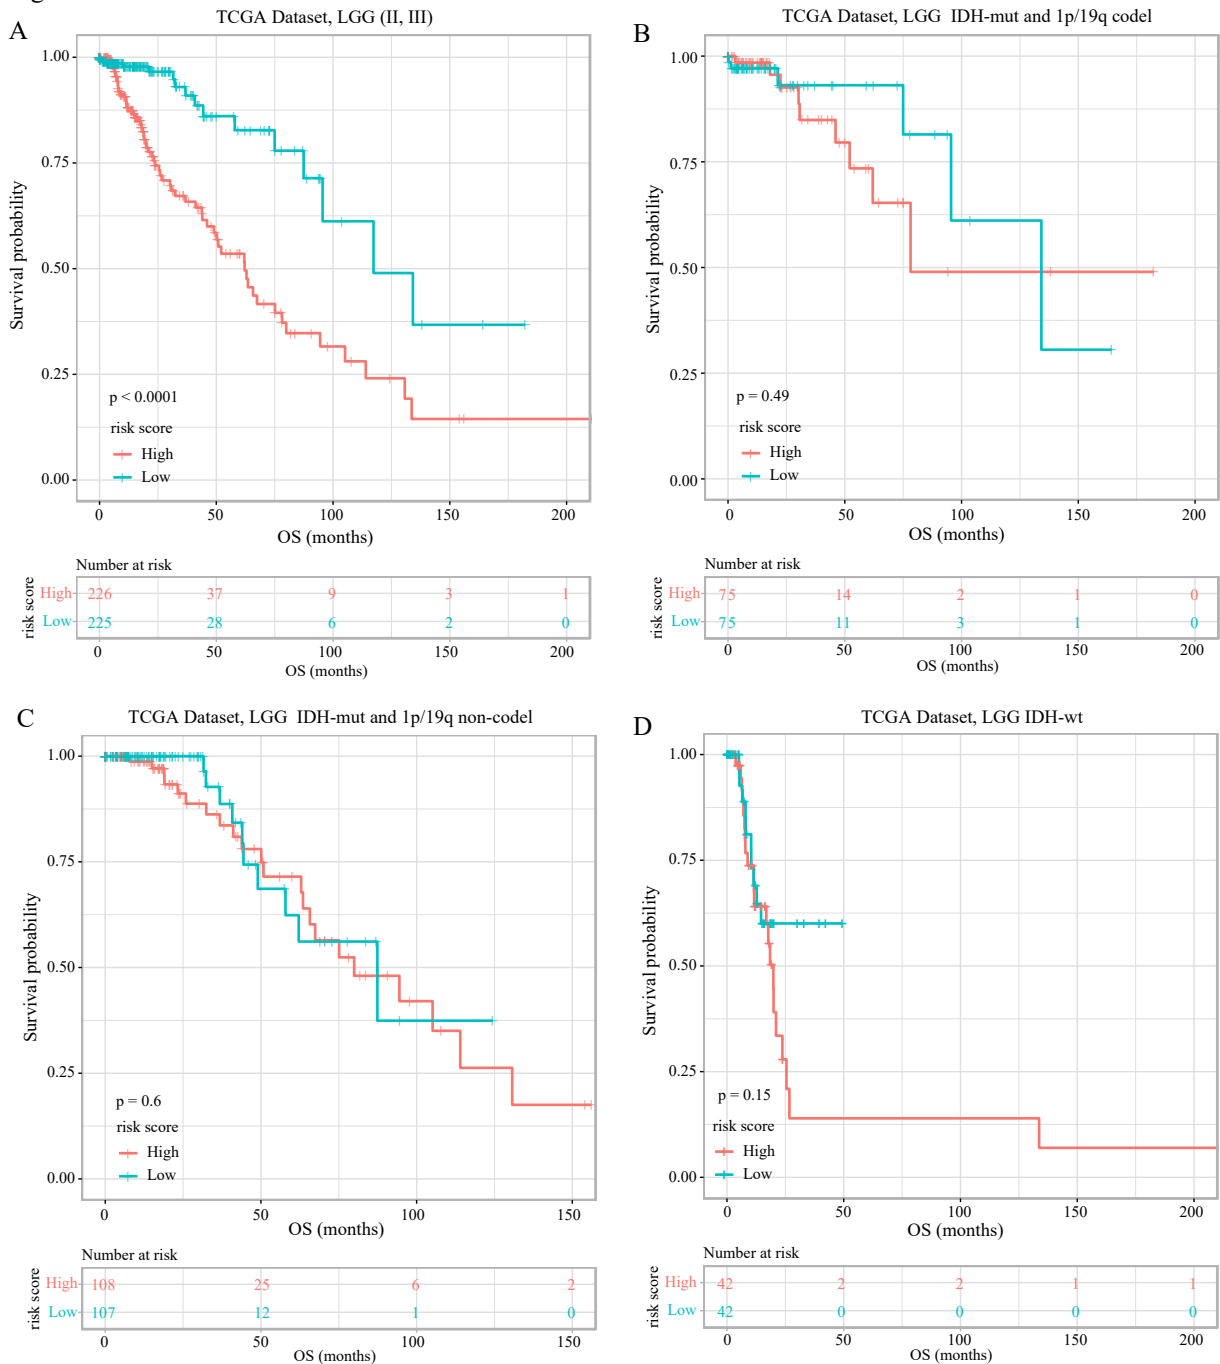 A
TCGA Dataset, LGG (II, III)
Survival probability
1.00
0.75
0.50
0.25
0.00
p < 0.0001
risk score
High
Low
0 50 100 150 200
OS (months)
Number at risk
risk score
High 226 37 9 3 1
Low 225 28 6 2 0
0 50 100 150 200
OS (months)
B
TCGA Dataset, LGG IDH-mut and 1p/19q codel
Survival probability
1.00
0.75
0.50
0.25
0.00
p = 0.49
risk score
High
Low
0 50 100 150 200
OS (months)
Number at risk
risk score
High 75 14 2 1 0
Low 75 11 3 1 0
0 50 100 150 200
OS (months)
C
TCGA Dataset, LGG IDH-mut and 1p/19q non-codel
Survival probability
1.00
0.75
0.50
0.25
0.00
p = 0.6
risk score
High
Low
0 50 100 150
OS (months)
Number at risk
risk score
High 108 25 6 2
Low 107 12 1 0
0 50 100 150
OS (months)
D
TCGA Dataset, LGG IDH-wt
Survival probability
1.00
0.75
0.50
0.25
0.00
p = 0.15
risk score
High
Low
0 50 100 150 200
OS (months)
Number at risk
risk score
High 42 2 2 1 1
Low 42 0 0 0 0
0 50 100 150 200
OS (months)